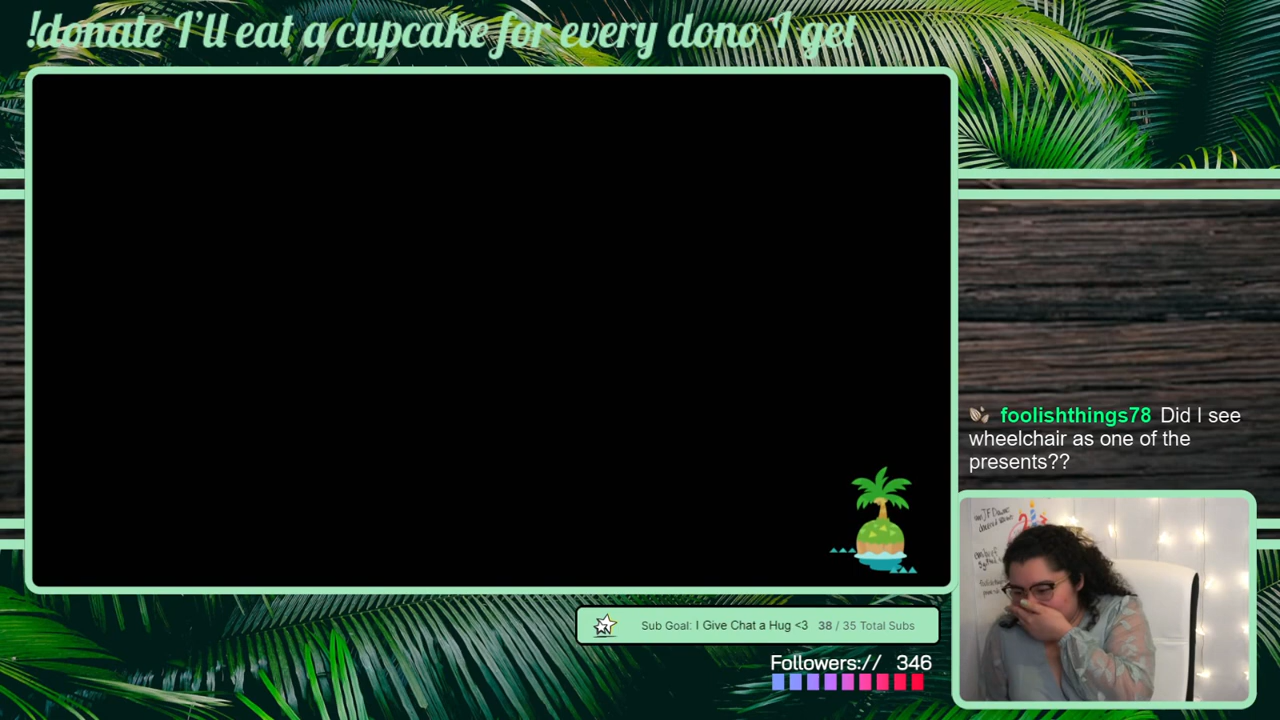 !donate I'll eat a cupcake for every dono I get
foolishthings78 Did I see
wheelchair as one of the
presents??
Sub Goal: I Give Chat a Hug <3 38 / 35 Total Subs
Followers:// 346